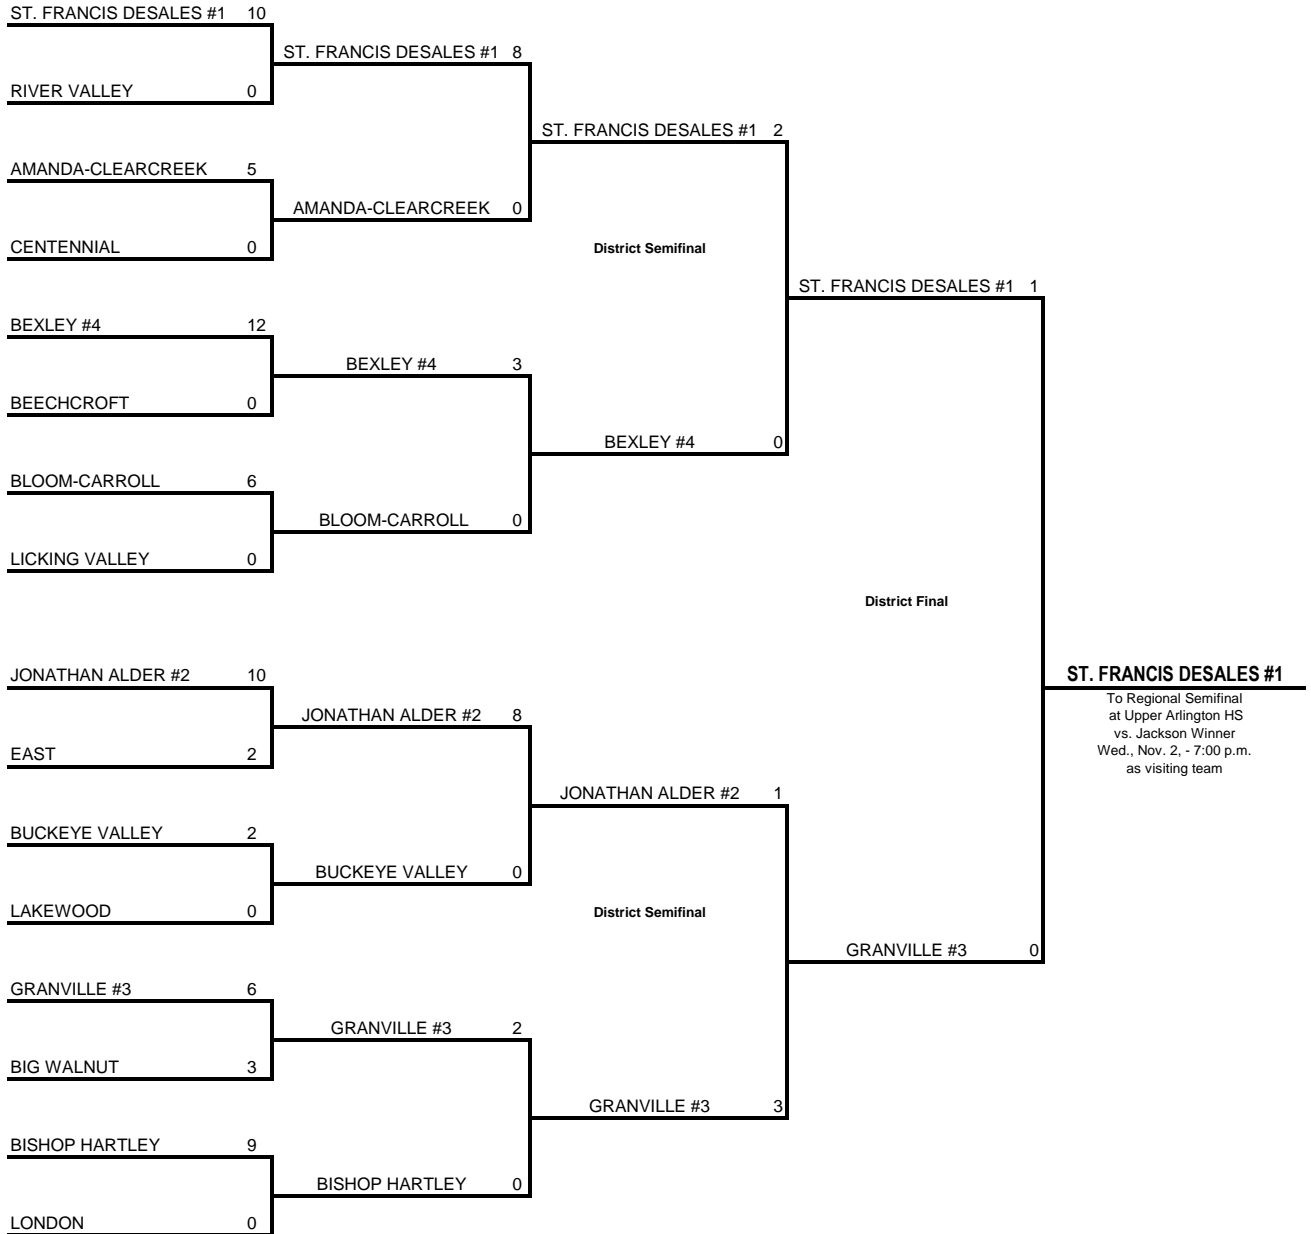 ST. FRANCIS DESALES #1 10
ST. FRANCIS DESALES #1 8
RIVER VALLEY 0
ST. FRANCIS DESALES #1 2
AMANDA-CLEARCREEK 5
AMANDA-CLEARCREEK 0
CENTENNIAL 0
District Semifinal
ST. FRANCIS DESALES #1 1
BEXLEY #4 12
BEXLEY #4 3
BEECHCROFT 0
BEXLEY #4 0
BLOOM-CARROLL 6
BLOOM-CARROLL 0
LICKING VALLEY 0
District Final
JONATHAN ALDER #2 10
ST. FRANCIS DESALES #1
To Regional Semifinal
at Upper Arlington HS
vs. Jackson Winner
Wed., Nov. 2, - 7:00 p.m.
as visiting team
JONATHAN ALDER #2 8
EAST 2
JONATHAN ALDER #2 1
BUCKEYE VALLEY 2
BUCKEYE VALLEY 0
LAKEWOOD 0
District Semifinal
GRANVILLE #3 0
GRANVILLE #3 6
GRANVILLE #3 2
BIG WALNUT 3
GRANVILLE #3 3
BISHOP HARTLEY 9
BISHOP HARTLEY 0
LONDON 0